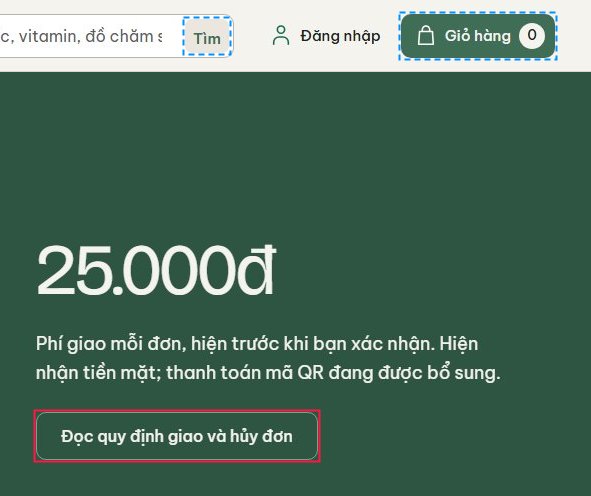 c, vitamin, đồ chăm s
Tìm
Đăng nhập
Giỏ hàng 0
25.000đ
Phí giao mỗi đơn, hiện trước khi bạn xác nhận. Hiện
nhận tiền mặt; thanh toán mã QR đang được bổ sung.
Đọc quy định giao và hủy đơn